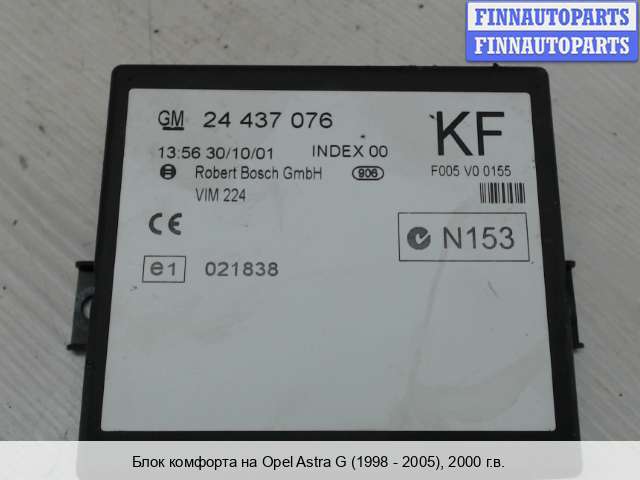 FINNAUTOPARTS
FINNAUTOPARTS
GM 24 437 076
KF
13:56 30/10/01 INDEX 00
Robert Bosch GmbH 906
F005 V0 0155
VIM 224
CE
N153
e1 021838
Блок комфорта на Opel Astra G (1998 - 2005), 2000 г.в.